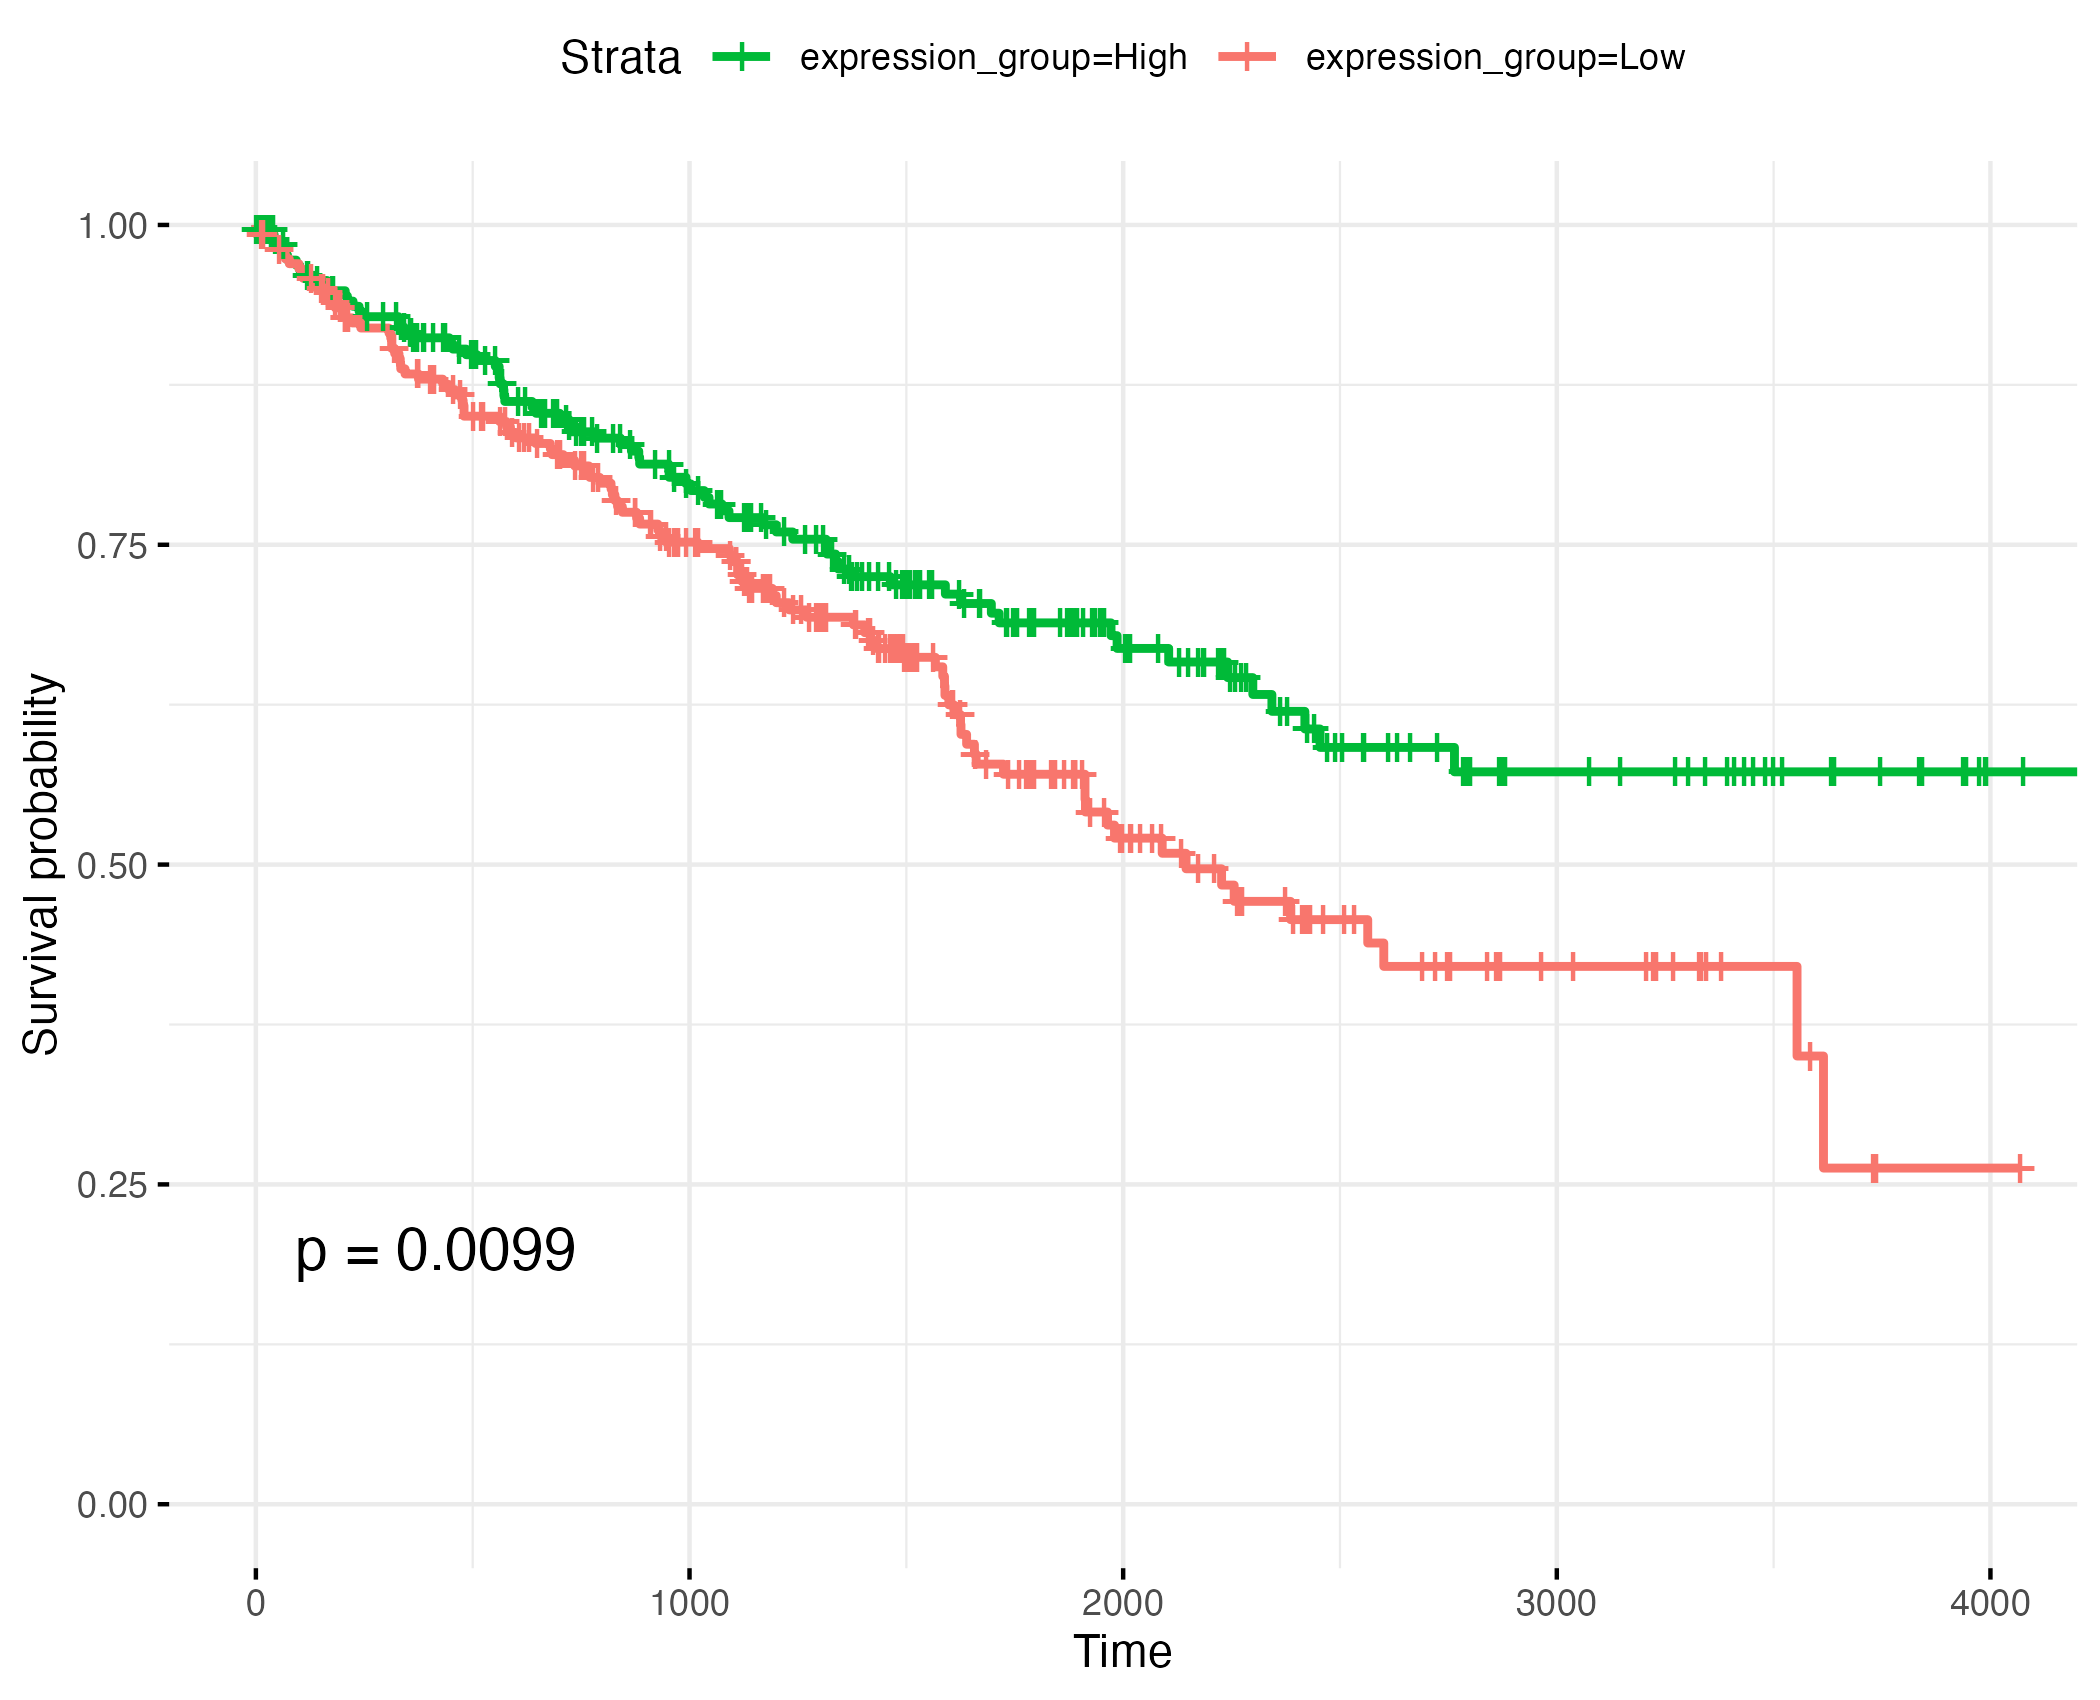 Strata expression_group=High expression_group=Low
1.00
0.75
0.50
0.25
0.00
Survival probability
p = 0.0099
0 1000 2000 3000 4000
Time